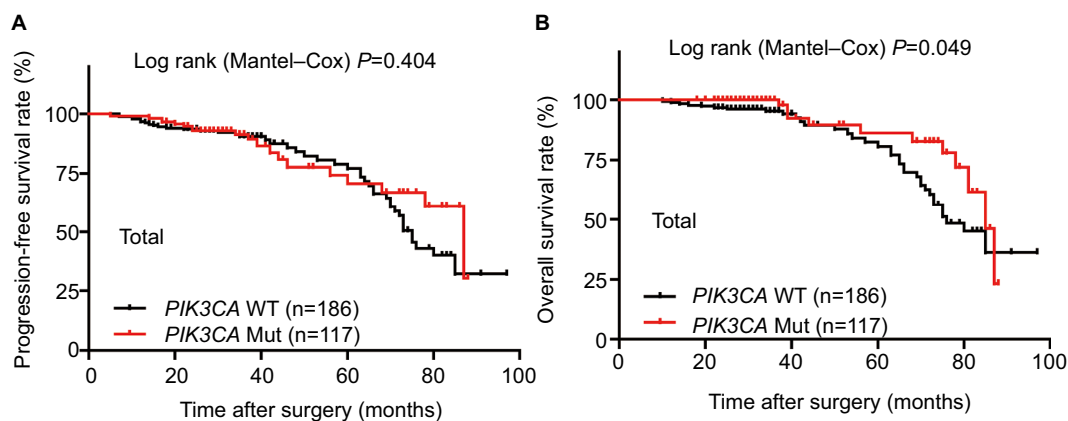 A
Log rank (Mantel–Cox) P=0.404
Progression-free survival rate (%)
100
75
50
25
0
Total
PIK3CA WT (n=186)
PIK3CA Mut (n=117)
0 20 40 60 80 100
Time after surgery (months)
B
Log rank (Mantel–Cox) P=0.049
Overall survival rate (%)
100
75
50
25
0
Total
PIK3CA WT (n=186)
PIK3CA Mut (n=117)
0 20 40 60 80 100
Time after surgery (months)